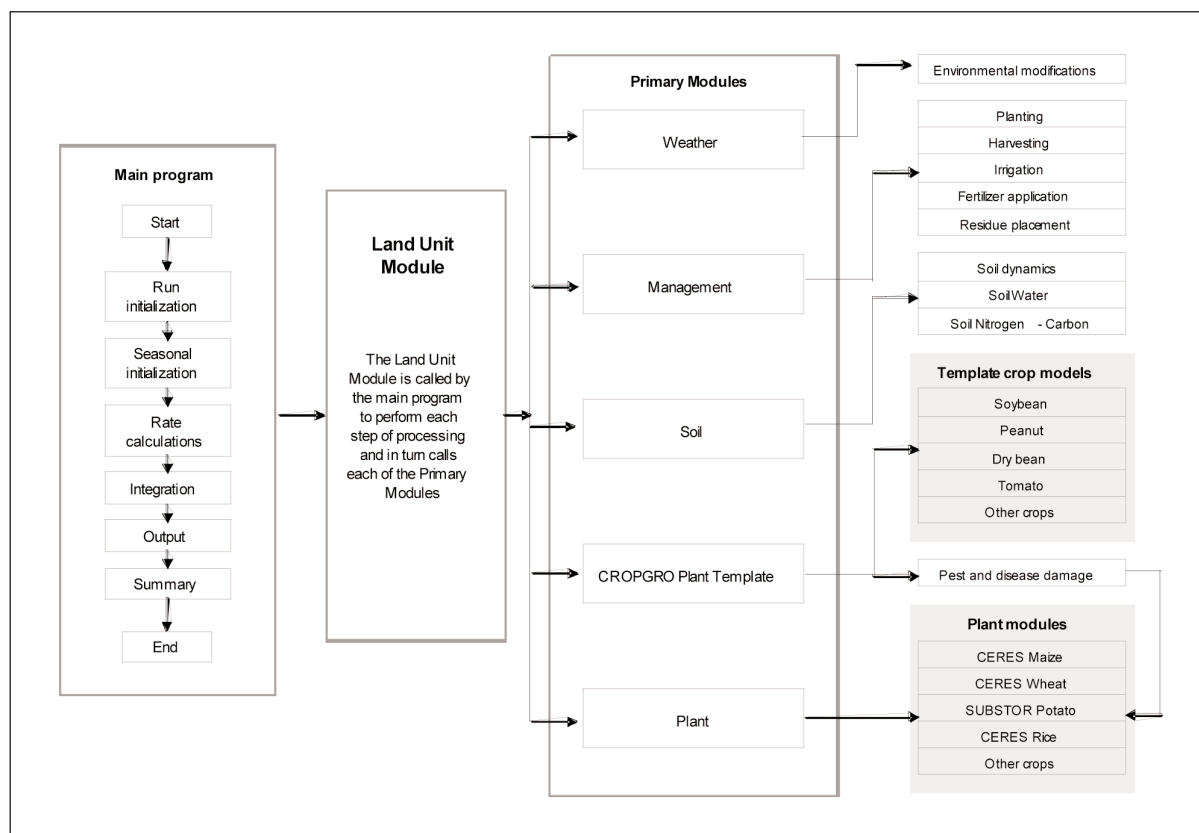 Main program
Start
Run
initialization
Seasonal
initialization
Rate
calculations
Integration
Output
Summary
End
Land Unit
Module
The Land Unit
Module is called by
the main program
to perform each
step of processing
and in turn calls
each of the Primary
Modules
Primary Modules
Weather
Management
Soil
CROPGRO Plant Template
Plant
Environmental modifications
Planting
Harvesting
Irrigation
Fertilizer application
Residue placement
Soil dynamics
Soil Water
Soil Nitrogen - Carbon
Template crop models
Soybean
Peanut
Dry bean
Tomato
Other crops
Pest and disease damage
Plant modules
CERES Maize
CERES Wheat
SUBSTOR Potato
CERES Rice
Other crops